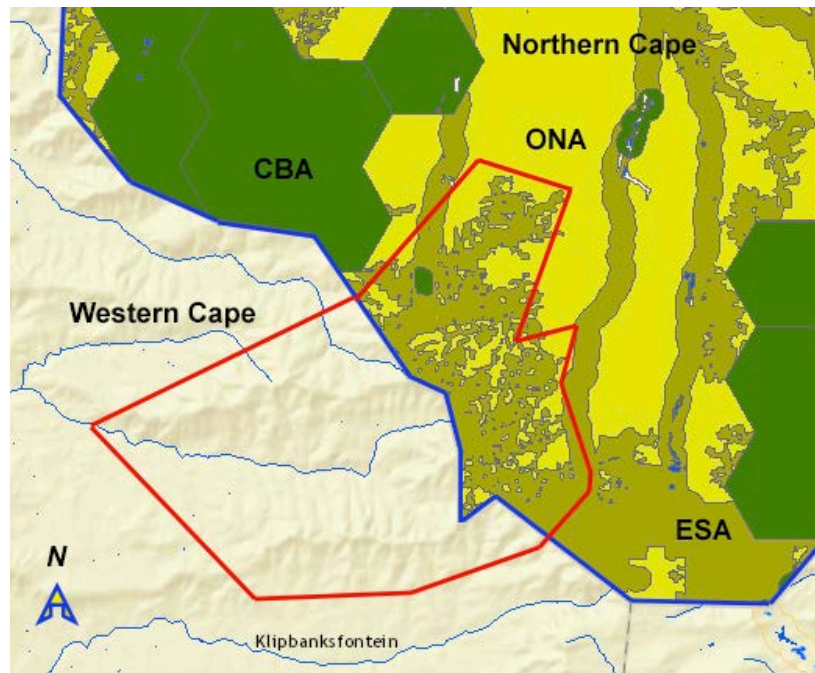 Northern Cape
ONA
CBA
Western Cape
ESA
N
Klipbanksfontein